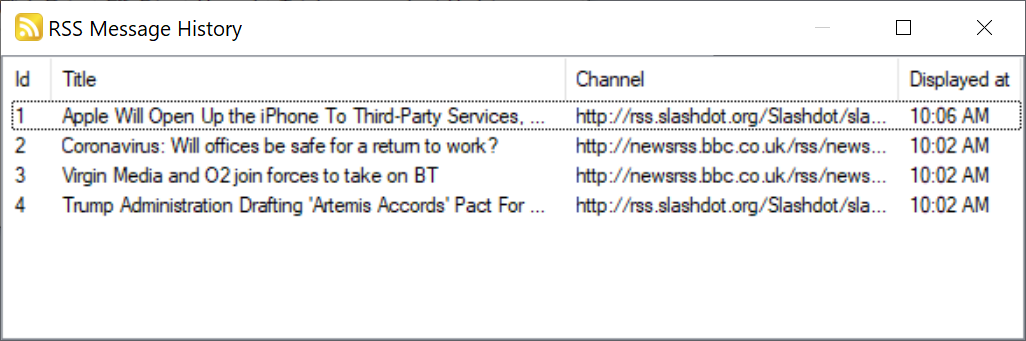 RSS Message History
Id Title Channel Displayed at
1 Apple Will Open Up the iPhone To Third-Party Services, ... http://rss.slashdot.org/Slashdot/sla... 10:06 AM
2 Coronavirus: Will offices be safe for a return to work? http://newsrss.bbc.co.uk/rss/news... 10:02 AM
3 Virgin Media and O2 join forces to take on BT http://newsrss.bbc.co.uk/rss/news... 10:02 AM
4 Trump Administration Drafting 'Artemis Accords' Pact For ... http://rss.slashdot.org/Slashdot/sla... 10:02 AM